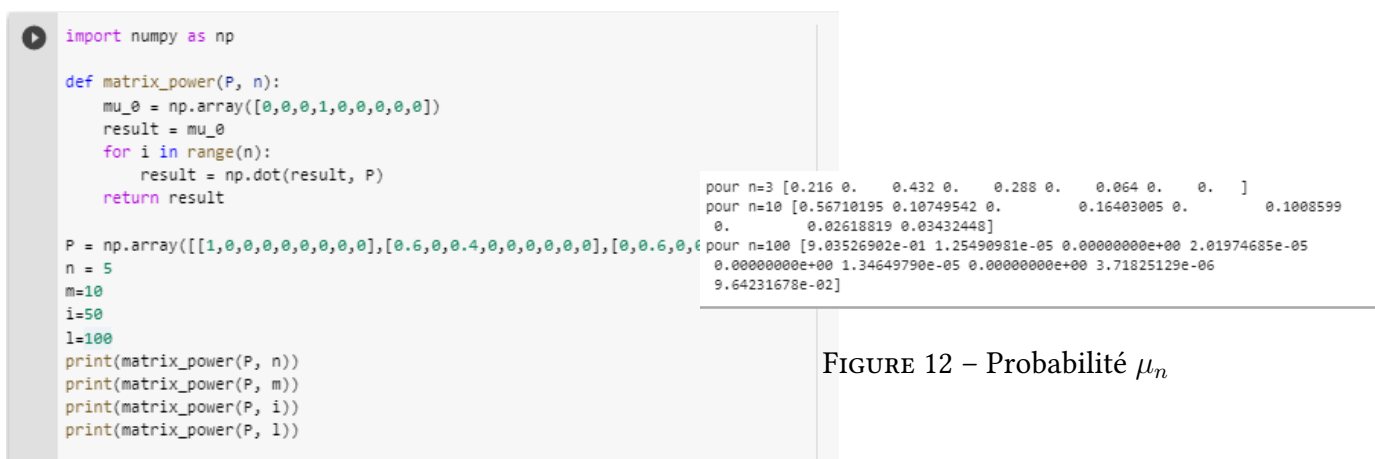 import numpy as np
def matrix_power(P, n):
mu_0 = np.array([0,0,0,1,0,0,0,0,0])
result = mu_0
for i in range(n):
result = np.dot(result, P)
return result
P = np.array([[1,0,0,0,0,0,0,0,0],[0.6,0,0.4,0,0,0,0,0,0],[0,0.6,0,0
n = 5
m=10
i=50
l=100
print(matrix_power(P, n))
print(matrix_power(P, m))
print(matrix_power(P, i))
print(matrix_power(P, l))
pour n=3 [0.216 0. 0.432 0. 0.288 0. 0.064 0. 0. ]
pour n=10 [0.56710195 0.10749542 0. 0.16403005 0. 0.1008599
0. 0.02618819 0.03432448]
pour n=100 [9.03526902e-01 1.25490981e-05 0.00000000e+00 2.01974685e-05
0.00000000e+00 1.34649790e-05 0.00000000e+00 3.71825129e-06
9.64231678e-02]
FIGURE 12 – Probabilité μn